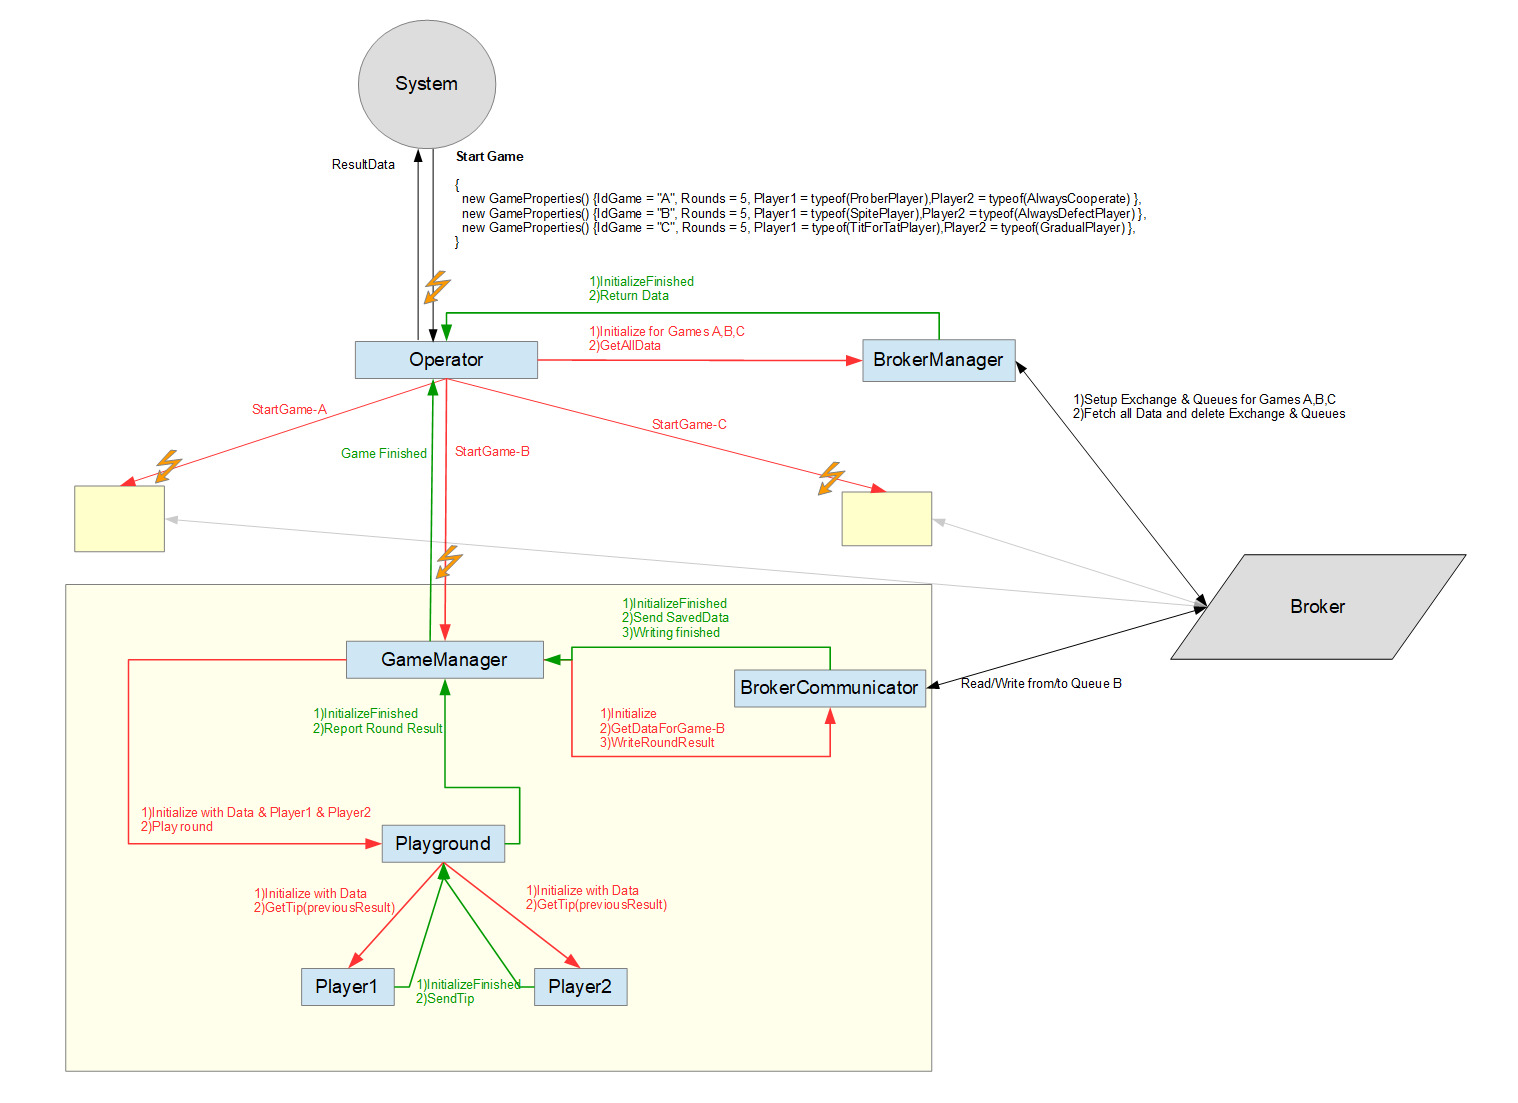 System
ResultData
Start Game
{
new GameProperties() {IdGame = "A", Rounds = 5, Player1 = typeof(ProberPlayer),Player2 = typeof(AlwaysCooperate) },
new GameProperties() {IdGame = "B", Rounds = 5, Player1 = typeof(SpitePlayer),Player2 = typeof(AlwaysDefectPlayer) },
new GameProperties() {IdGame = "C", Rounds = 5, Player1 = typeof(TitForTatPlayer),Player2 = typeof(GradualPlayer) },
}
1)InitializeFinished
2)Return Data
1)Initialize for Games A,B,C
2)GetAllData
Operator
BrokerManager
1)Setup Exchange & Queues for Games A,B,C
2)Fetch all Data and delete Exchange & Queues
StartGame-A
StartGame-C
Game Finished
StartGame-B
Broker
1)InitializeFinished
2)Send SavedData
3)Writing finished
GameManager
BrokerCommunicator
Read/Write from/to Queue B
1)InitializeFinished
2)Report Round Result
1)Initialize
2)GetDataForGame-B
3)WriteRoundResult
1)Initialize with Data & Player1 & Player2
2)Play round
Playground
1)Initialize with Data
2)GetTip(previousResult)
1)Initialize with Data
2)GetTip(previousResult)
Player1
1)InitializeFinished
2)SendTip
Player2